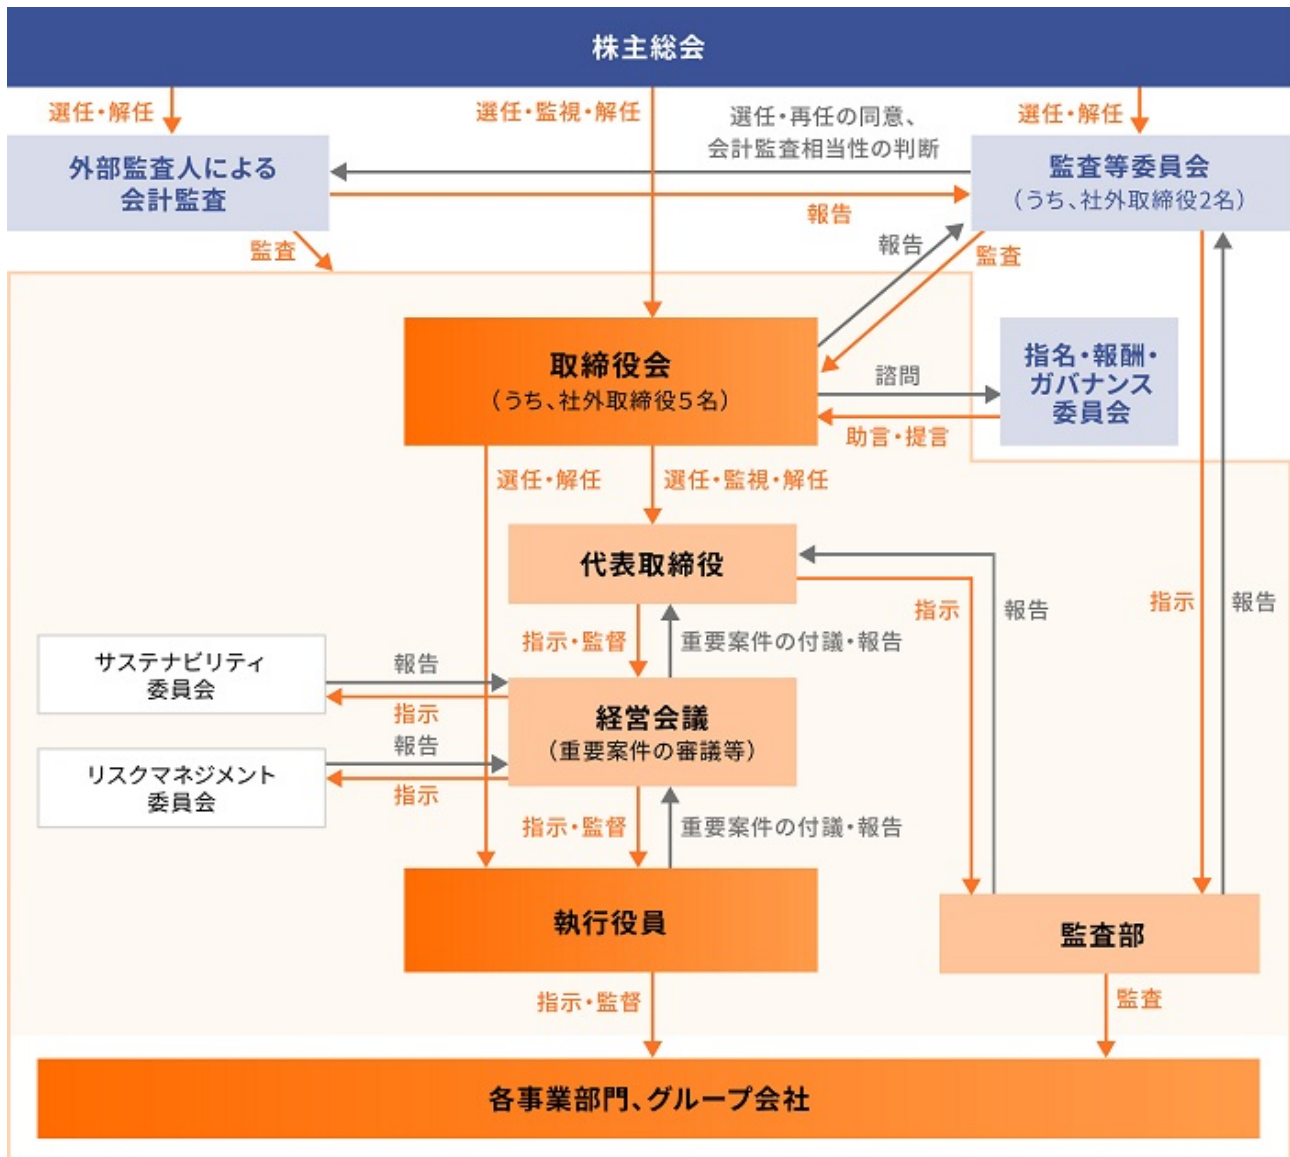 株主総会
選任・解任
選任・監視・解任
選任・再任の同意、
会計監査相当性の判断
選任・解任
外部監査人による
会計監査
監査等委員会
（うち、社外取締役2名）
報告
監査
報告
監査
取締役会
（うち、社外取締役５名）
諮問
助言・提言
指名・報酬・
ガバナンス
委員会
選任・解任
選任・監視・解任
代表取締役
指示
報告
指示
報告
指示・監督
重要案件の付議・報告
サステナビリティ
委員会
報告
指示
経営会議
（重要案件の審議等）
リスクマネジメント
委員会
報告
指示
指示・監督
重要案件の付議・報告
執行役員
監査部
指示・監督
監査
各事業部門、グループ会社